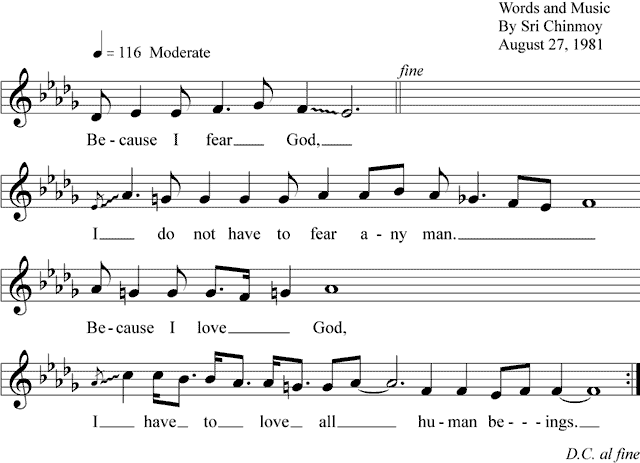 Words and Music
By Sri Chinmoy
August 27, 1981
= 116 Moderate
fine
Be - cause I fear God,
I do not have to fear a - ny man.
Be - cause I love God,
I have to love all hu - man be - - - ings.
D.C. al fine